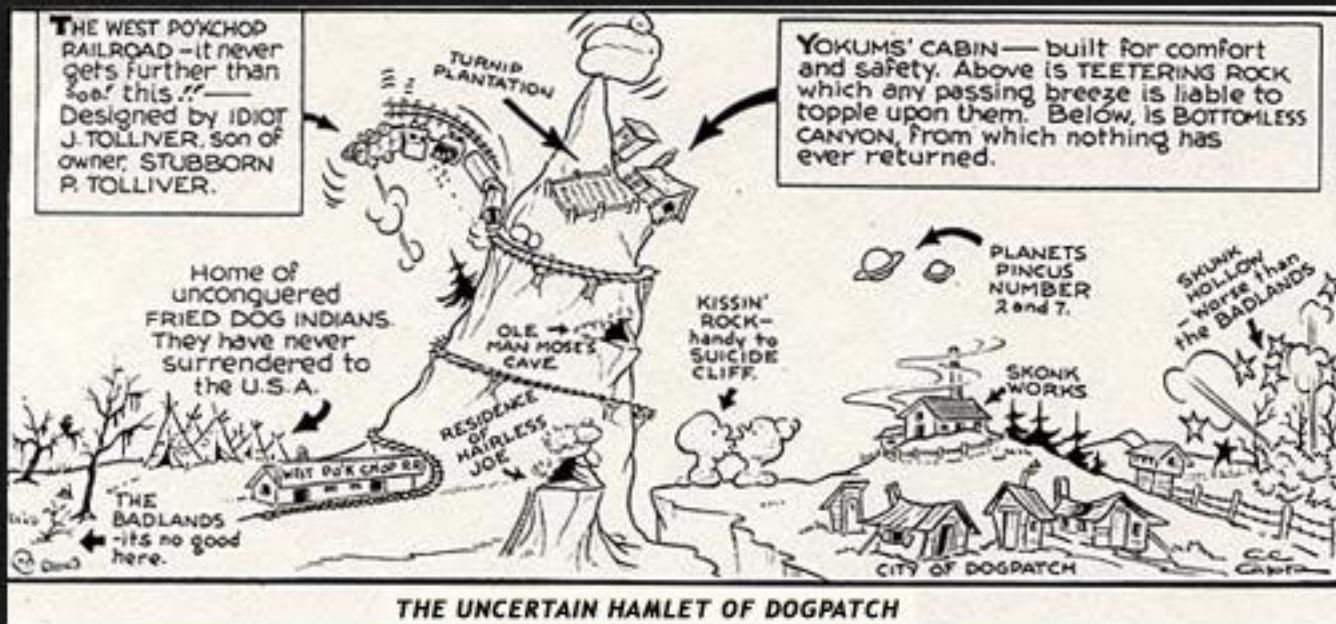 THE WEST PO'KCHOP
RAILROAD - it never
gets further than
this!! -
Designed by IDIOT
J. TOLLIVER, son of
owner, STUBBORN
P. TOLLIVER.
TURNIP
PLANTATION
YOKUMS' CABIN - built for comfort
and safety. Above is TEETERING ROCK
which any passing breeze is liable to
topple upon them. Below, is BOTTOMLESS
CANYON, from which nothing has
ever returned.
Home of
unconquered
FRIED DOG INDIANS.
They have never
surrendered to
the U.S.A.
OLE
MAN MOSE'S
CAVE
KISSIN'
ROCK-
handy to
SUICIDE
CLIFF.
PLANETS
PINCUS
NUMBER
2 and 7.
SKUNK
HOLLOW
- worse than
the BADLANDS
SKONK
WORKS
RESIDENCE
OF
HAIRLESS
JOE
WEST PO'K CHOP RR
THE
BADLANDS
-its no good
here.
CITY OF DOGPATCH
THE UNCERTAIN HAMLET OF DOGPATCH